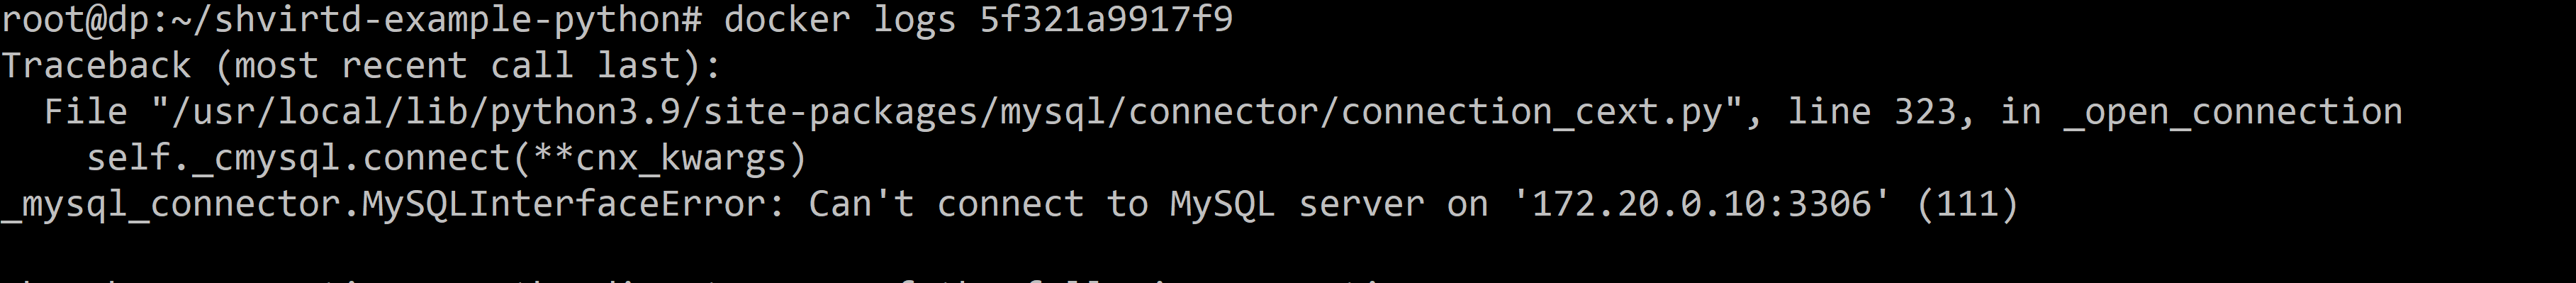 root@dp:~/shvirtd-example-python# docker logs 5f321a9917f9
Traceback (most recent call last):
  File "/usr/local/lib/python3.9/site-packages/mysql/connector/connection_cext.py", line 323, in _open_connection
    self._cmysql.connect(**cnx_kwargs)
_mysql_connector.MySQLInterfaceError: Can't connect to MySQL server on '172.20.0.10:3306' (111)